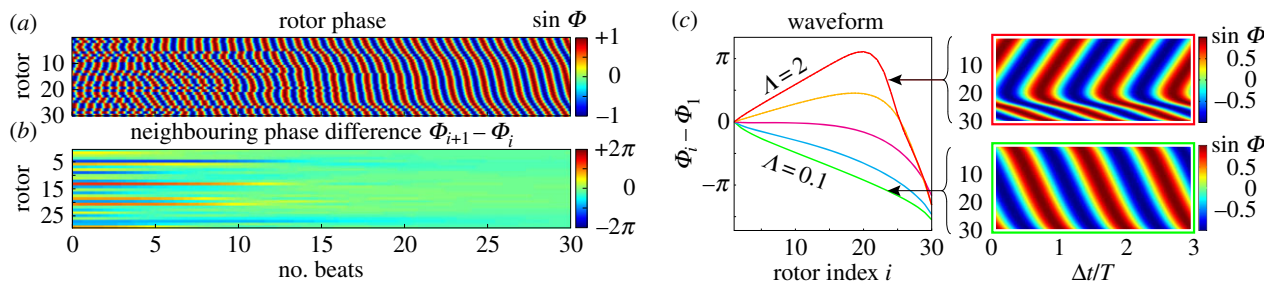 (a) rotor phase sin Φ
rotor
10
20
30
+1
0
−1
(b) neighbouring phase difference Φi+1 − Φi
rotor
5
15
25
+2π
0
−2π
0 5 10 15 20 25 30
no. beats
(c) waveform
Φi − Φ1
π
0
−π
Λ = 2
Λ = 0.1
10 20 30
rotor index i
sin Φ
10
20
30
0.5
0
−0.5
sin Φ
10
20
30
0.5
0
−0.5
0 1 2 3
Δt/T